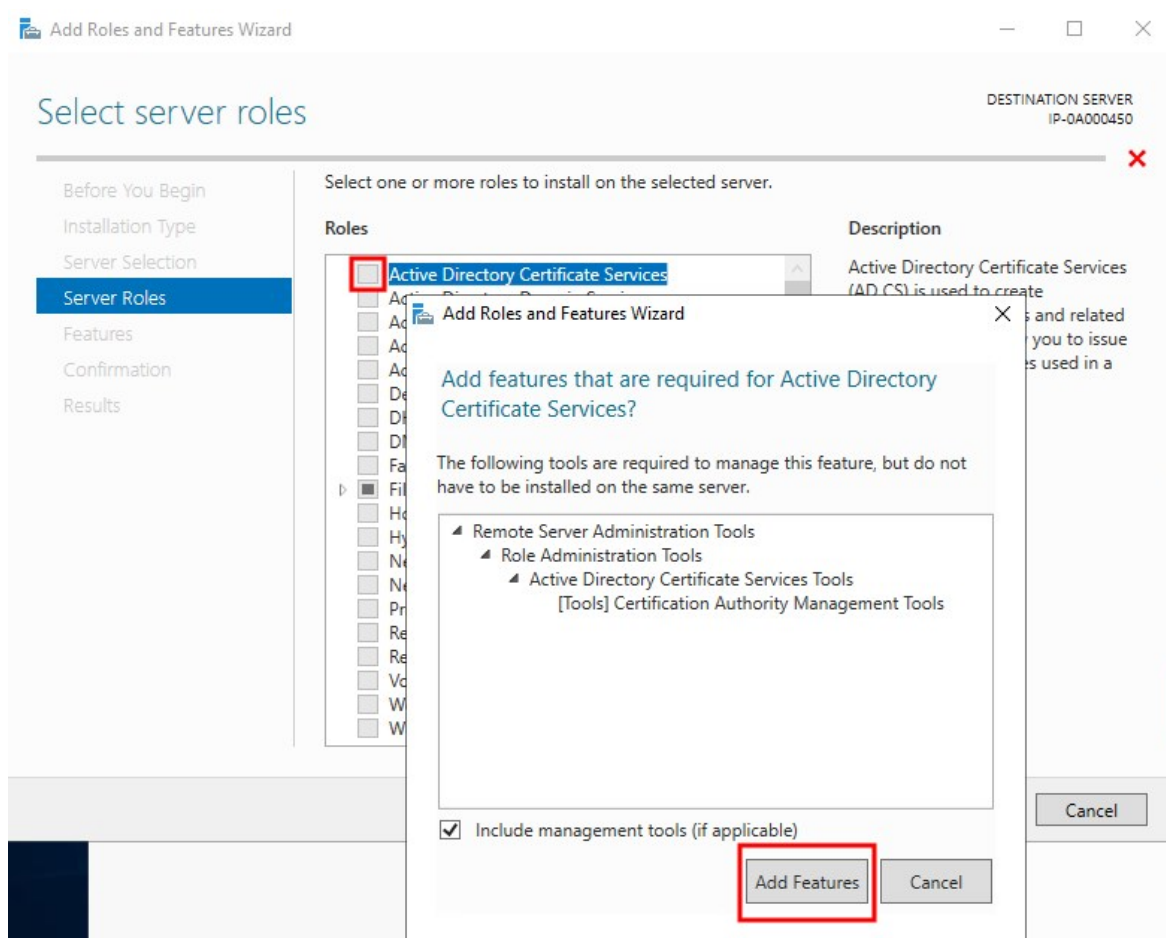 Add Roles and Features Wizard
Select server roles
DESTINATION SERVER
IP-0A000450
Before You Begin
Installation Type
Server Selection
Server Roles
Features
Confirmation
Results
Select one or more roles to install on the selected server.
Roles
Active Directory Certificate Services
Description
Active Directory Certificate Services
(AD CS) is used to create
and related
you to issue
used in a
Add Roles and Features Wizard
Add features that are required for Active Directory
Certificate Services?
The following tools are required to manage this feature, but do not
have to be installed on the same server.
Remote Server Administration Tools
Role Administration Tools
Active Directory Certificate Services Tools
[Tools] Certification Authority Management Tools
Include management tools (if applicable)
Add Features
Cancel
Cancel